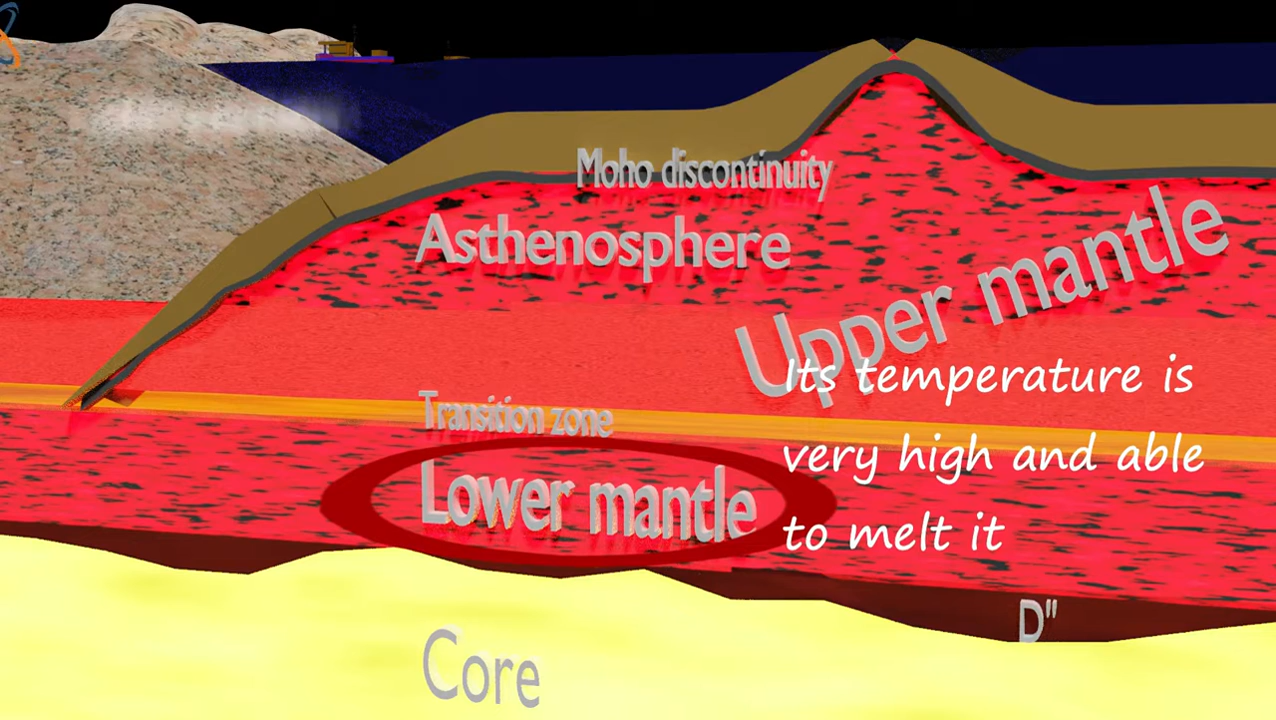 Moho discontinuity
Asthenosphere
Upper mantle
Its temperature is
very high and able
to melt it
Transition zone
Lower mantle
D"
Core